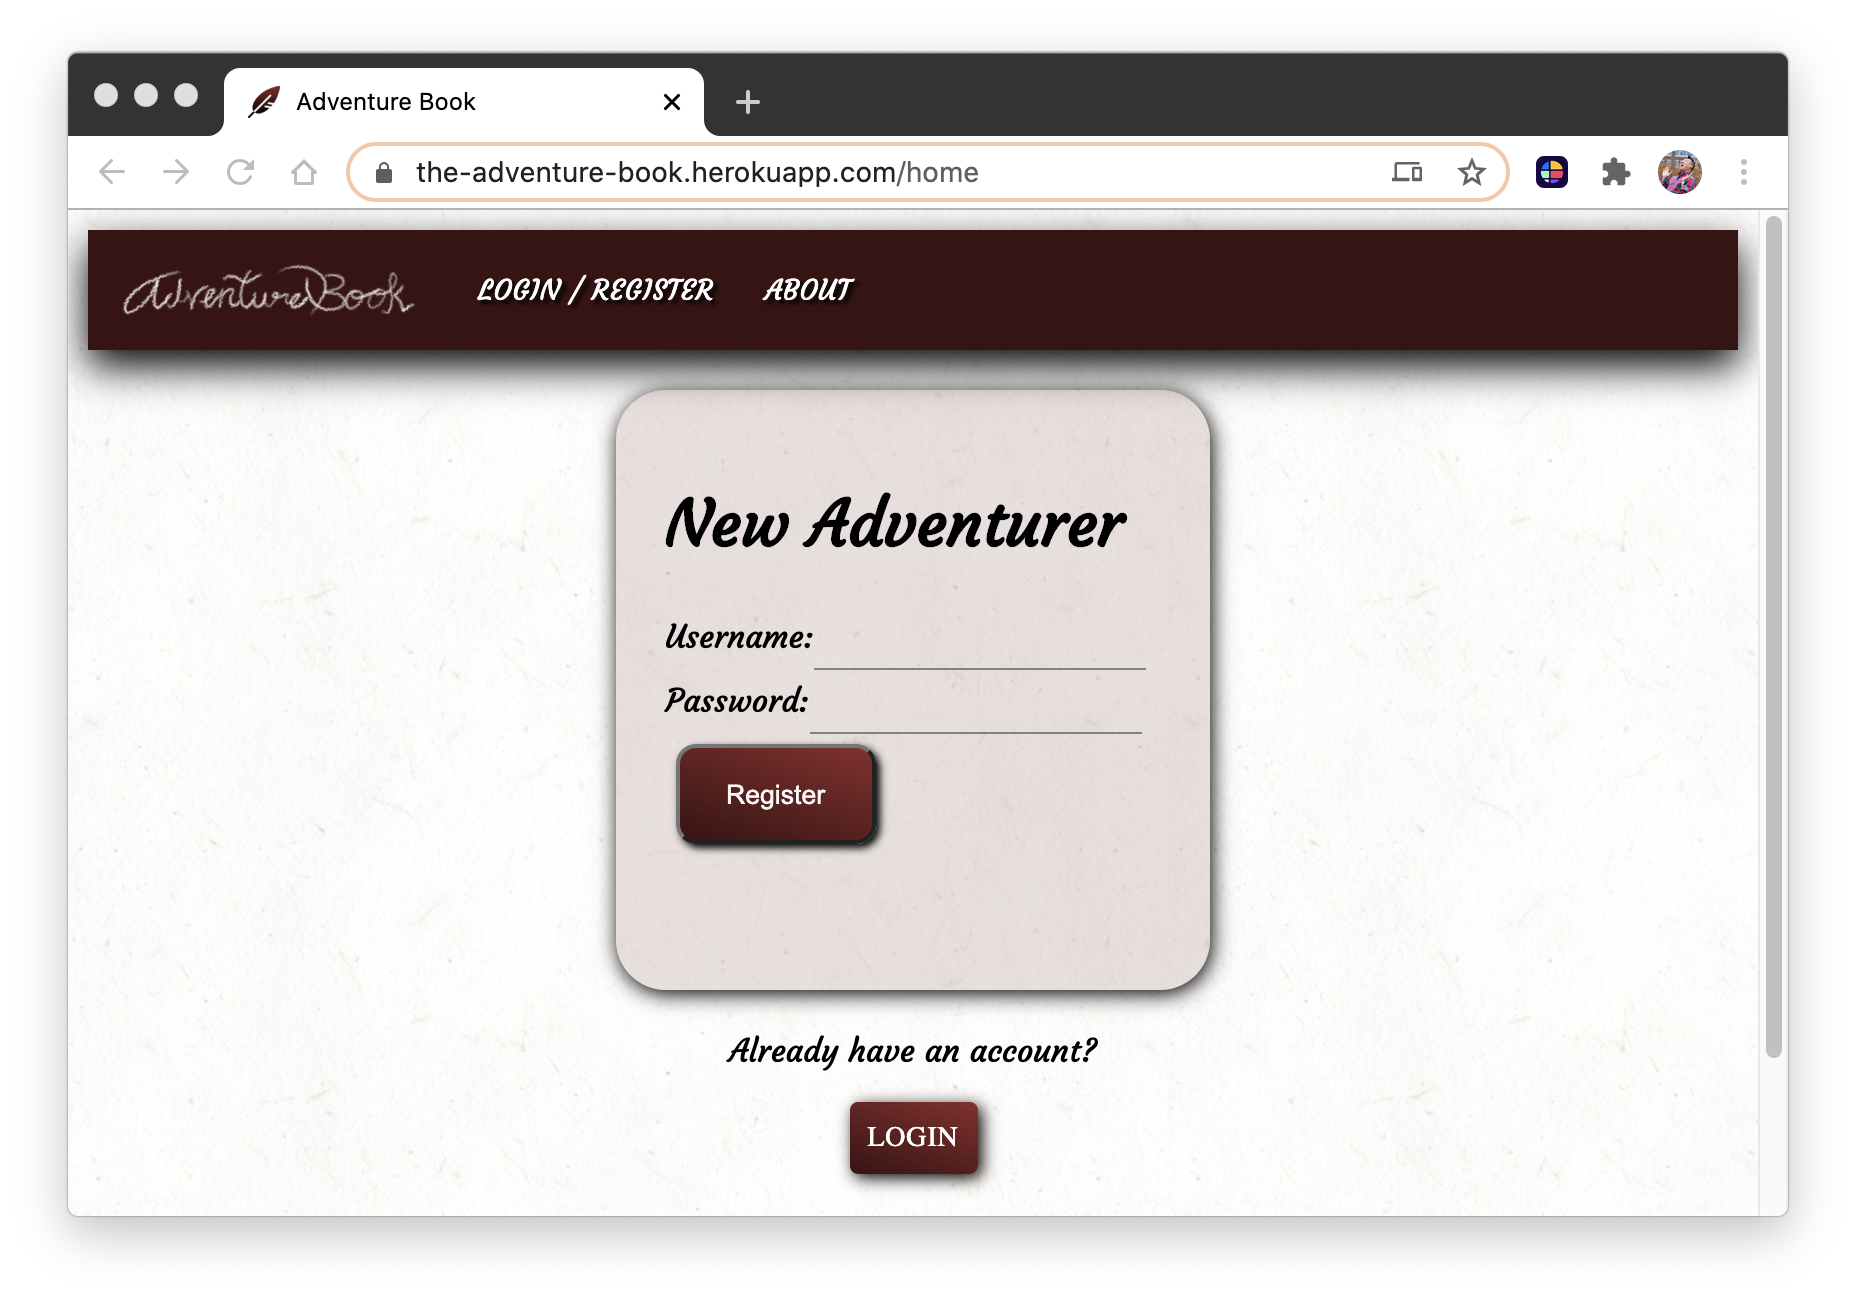 Adventure Book
the-adventure-book.herokuapp.com/home
AdventureBook LOGIN / REGISTER ABOUT
New Adventurer
Username:
Password:
Register
Already have an account?
LOGIN